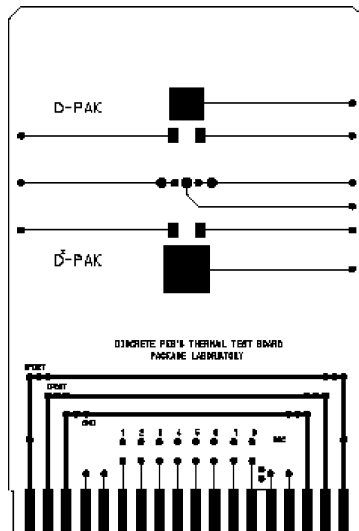 D-PAK
D²-PAK
DISCRETE PKG'S THERMAL TEST BOARD
PACKAGE LABORATORY
GND
1 2 3 4 5 6 7 8